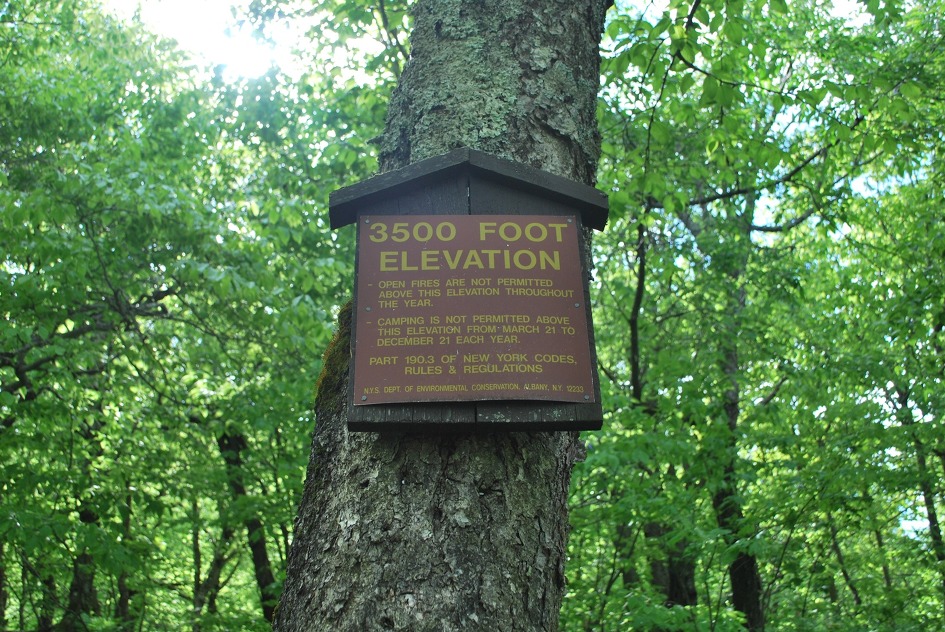 3500 FOOT
ELEVATION
- OPEN FIRES ARE NOT PERMITTED
ABOVE THIS ELEVATION THROUGHOUT
THE YEAR.
- CAMPING IS NOT PERMITTED ABOVE
THIS ELEVATION FROM MARCH 21 TO
DECEMBER 21 EACH YEAR.
PART 190.3 OF NEW YORK CODES,
RULES & REGULATIONS
N.Y.S. DEPT. OF ENVIRONMENTAL CONSERVATION, ALBANY, N.Y. 12233